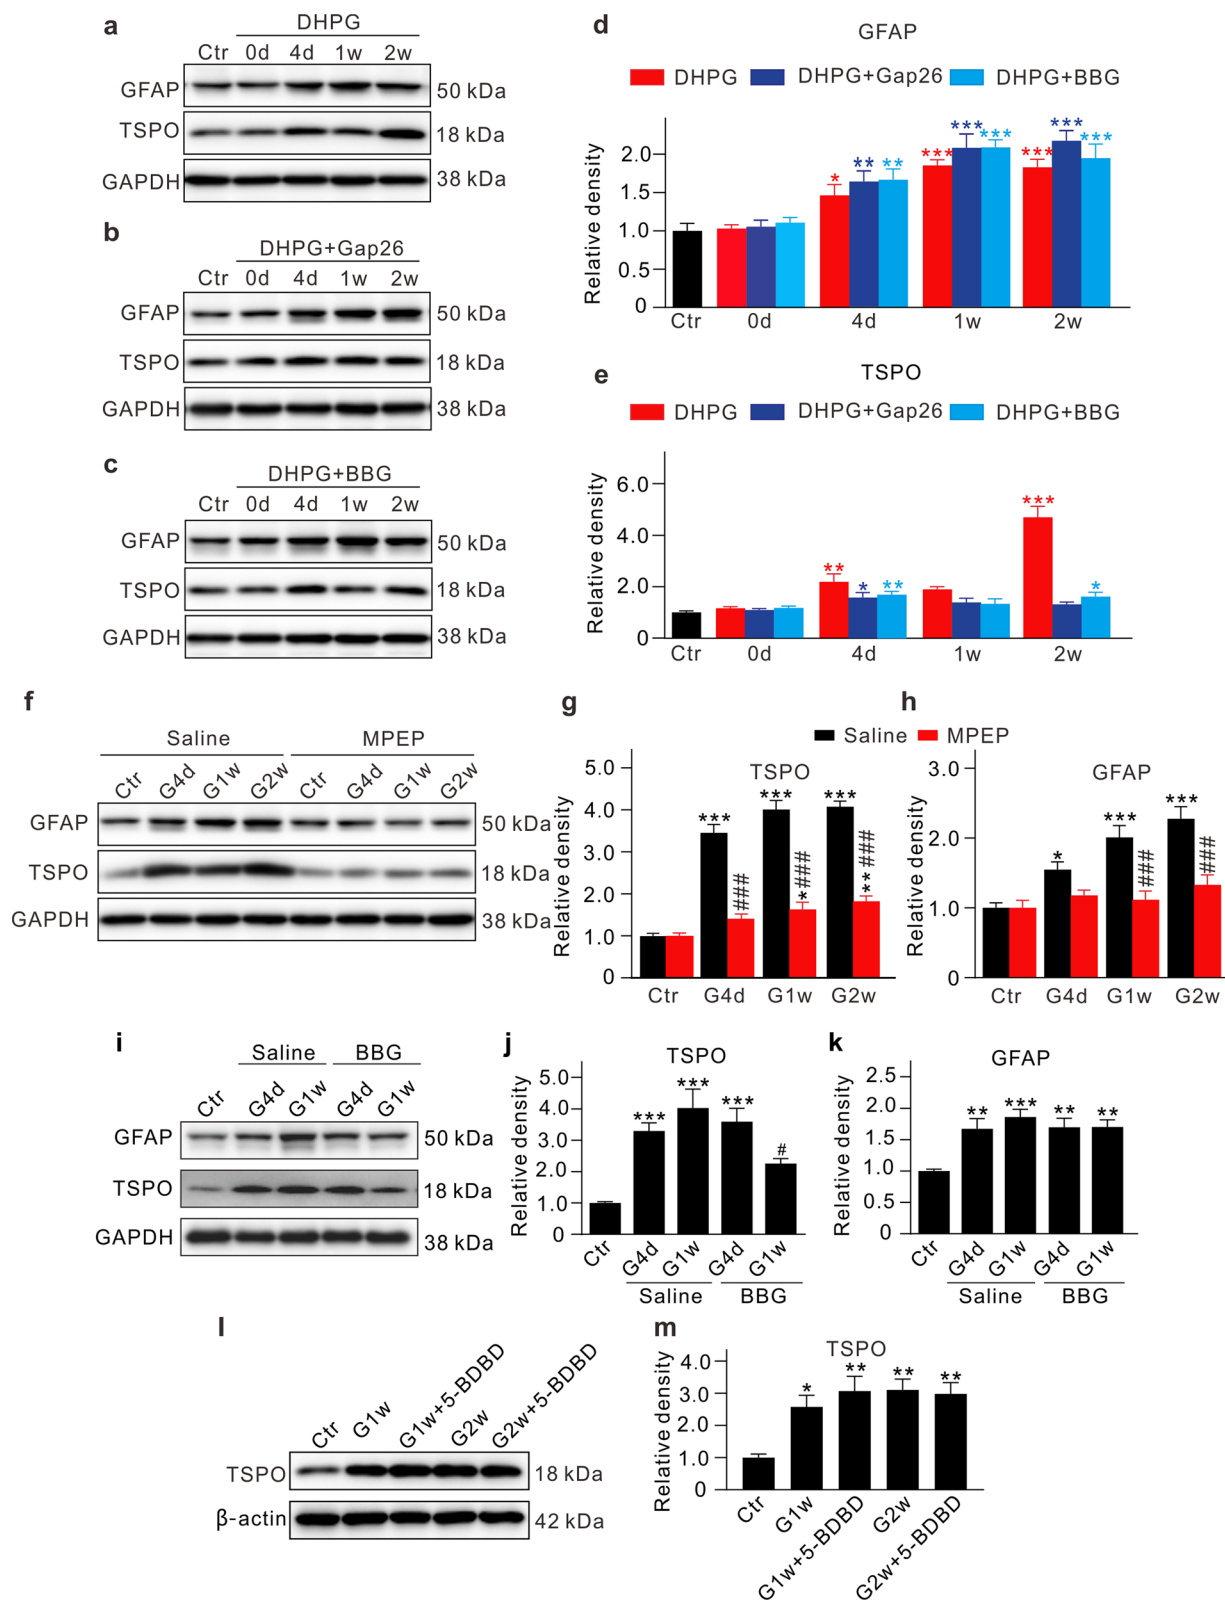 a
DHPG
Ctr 0d 4d 1w 2w
GFAP 50 kDa
TSPO 18 kDa
GAPDH 38 kDa
b
DHPG+Gap26
Ctr 0d 4d 1w 2w
GFAP 50 kDa
TSPO 18 kDa
GAPDH 38 kDa
c
DHPG+BBG
Ctr 0d 4d 1w 2w
GFAP 50 kDa
TSPO 18 kDa
GAPDH 38 kDa
d
GFAP
DHPG DHPG+Gap26 DHPG+BBG
Relative density
2.0
1.5
1.0
0.5
0
* ** ** *** *** *** *** *** ***
Ctr 0d 4d 1w 2w
e
TSPO
DHPG DHPG+Gap26 DHPG+BBG
Relative density
6.0
4.0
2.0
0
** * ** *** *
Ctr 0d 4d 1w 2w
f
Saline MPEP
Ctr G4d G1w G2w Ctr G4d G1w G2w
GFAP 50 kDa
TSPO 18 kDa
GAPDH 38 kDa
g
Saline MPEP
TSPO
Relative density
5.0
4.0
3.0
2.0
1.0
0
*** ### *** *### *** **###
Ctr G4d G1w G2w
h
GFAP
Relative density
3.0
2.0
1.0
0
* *** ### *** ###
Ctr G4d G1w G2w
i
Saline BBG
Ctr G4d G1w G4d G1w
GFAP 50 kDa
TSPO 18 kDa
GAPDH 38 kDa
j
TSPO
Relative density
5.0
4.0
3.0
2.0
1.0
0
*** *** *** #
Ctr G4d G1w G4d G1w
Saline BBG
k
GFAP
Relative density
2.5
2.0
1.5
1.0
0.5
0
** *** ** **
Ctr G4d G1w G4d G1w
Saline BBG
l
Ctr G1w G1w+5-BDBD G2w G2w+5-BDBD
TSPO 18 kDa
β-actin 42 kDa
m
TSPO
Relative density
4.0
3.0
2.0
1.0
0
* ** ** **
Ctr G1w G1w+5-BDBD G2w G2w+5-BDBD